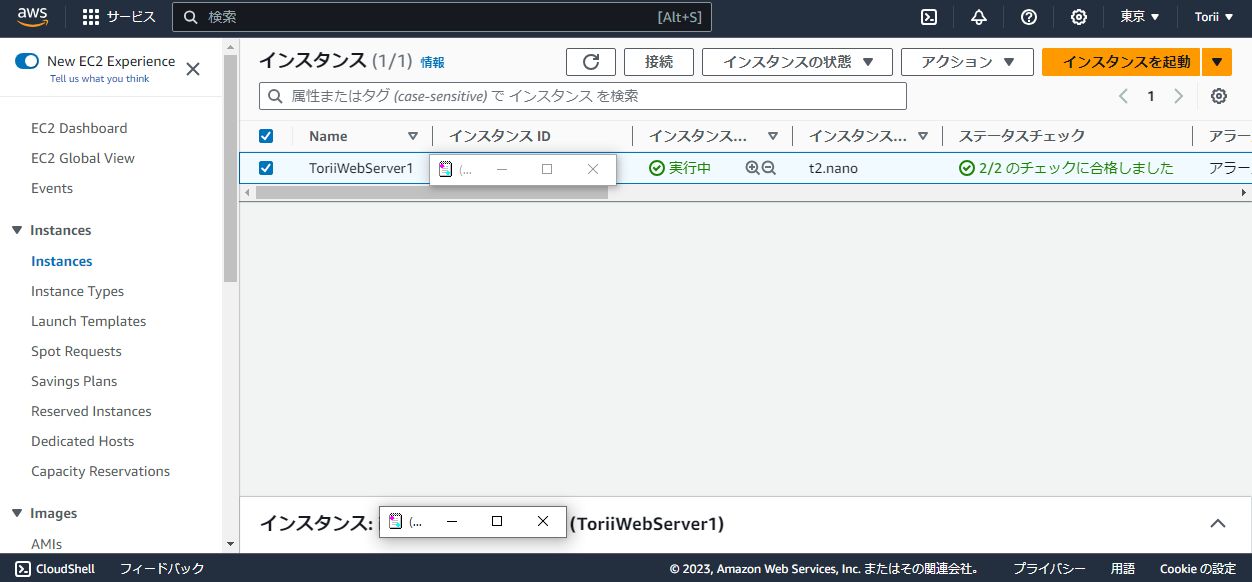 aws サービス 検索 [Alt+S] 東京 Torii
New EC2 Experience
Tell us what you think
EC2 Dashboard
EC2 Global View
Events
Instances
Instances
Instance Types
Launch Templates
Spot Requests
Savings Plans
Reserved Instances
Dedicated Hosts
Capacity Reservations
Images
AMIs
インスタンス (1/1) 情報 接続 インスタンスの状態 アクション インスタンスを起動
属性またはタグ (case-sensitive) で インスタンス を検索 1
Name インスタンス ID インスタンス... インスタンス... ステータスチェック アラー
ToriiWebServer1 (... 実行中 t2.nano 2/2 のチェックに合格しました アラー
インスタンス: (... (ToriiWebServer1)
CloudShell フィードバック © 2023, Amazon Web Services, Inc. またはその関連会社。 プライバシー 用語 Cookie の設定